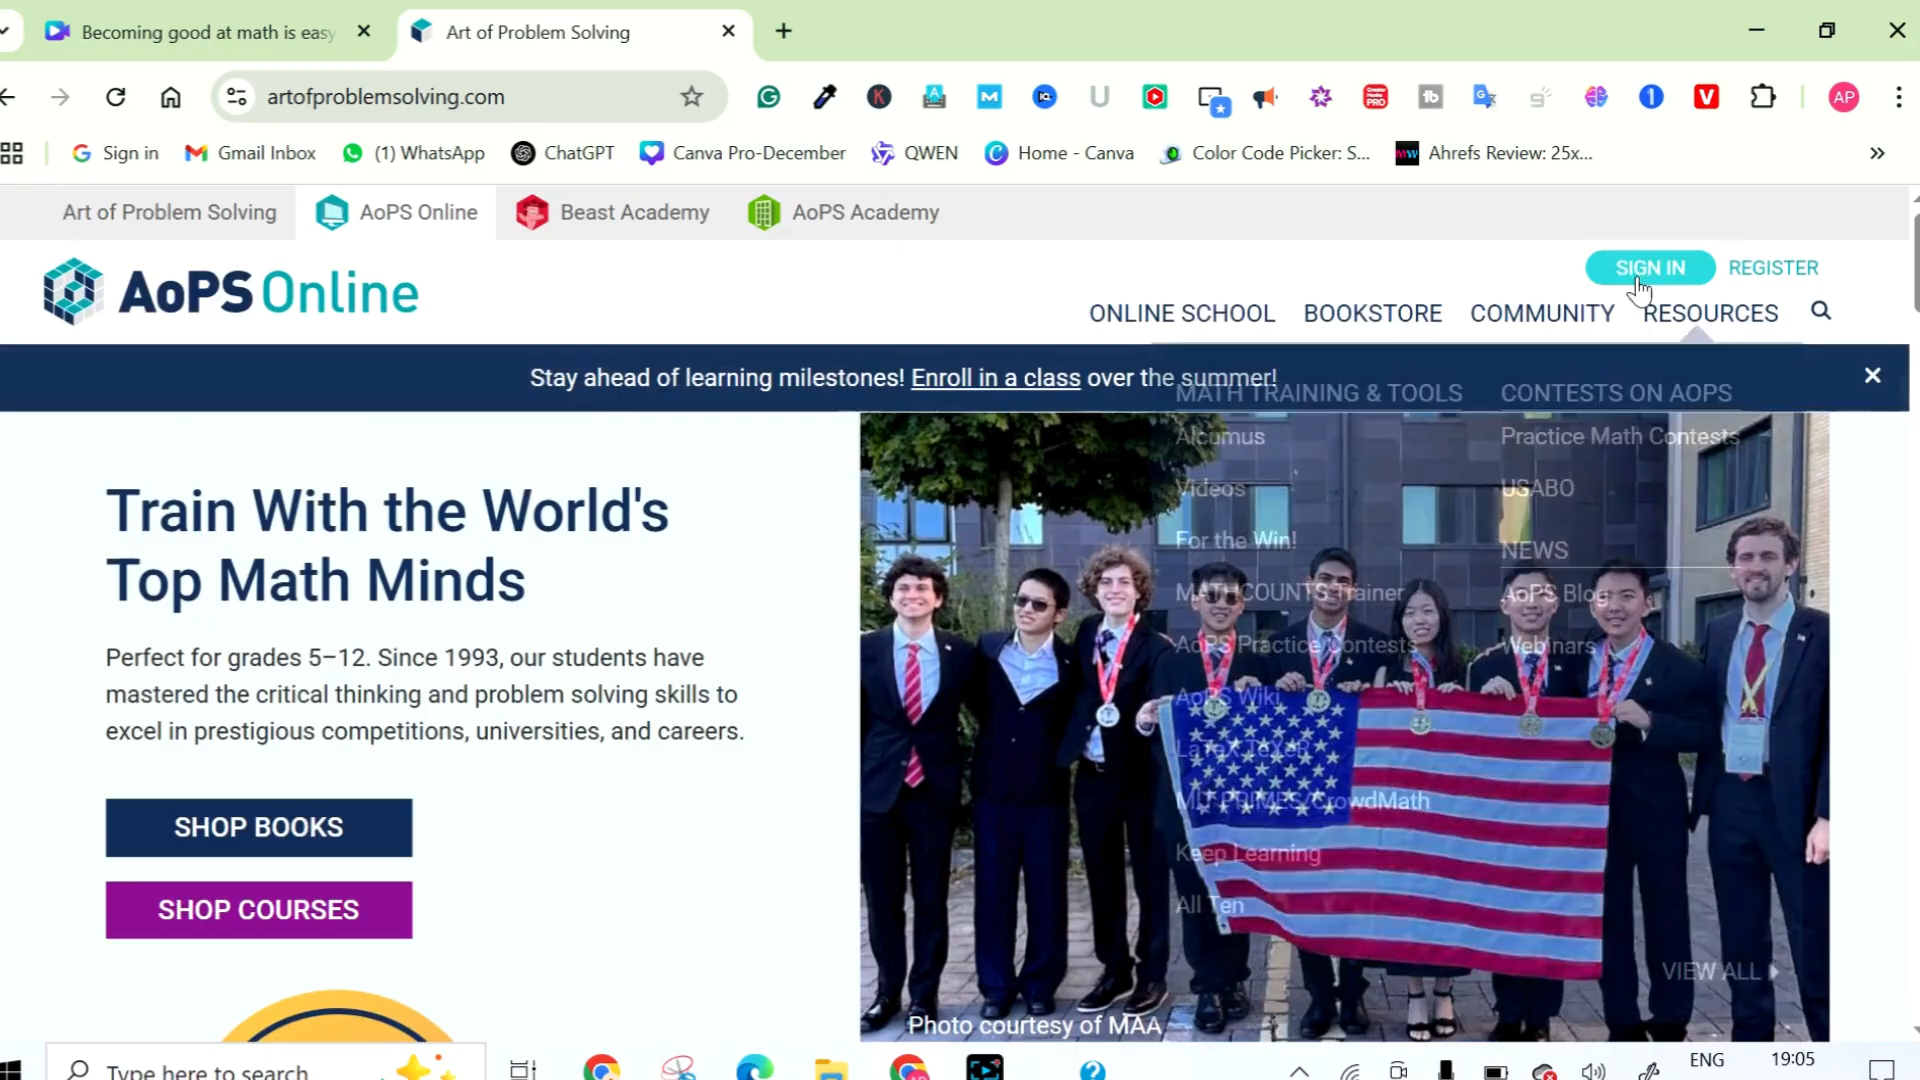 Becoming good at math is easy
Art of Problem Solving
artofproblemsolving.com
AP
Sign in
Gmail Inbox
(1) WhatsApp
ChatGPT
Canva Pro-December
QWEN
Home - Canva
Color Code Picker: S...
Ahrefs Review: 25x...
Art of Problem Solving
AoPS Online
Beast Academy
AoPS Academy
AoPS Online
SIGN IN
REGISTER
ONLINE SCHOOL
BOOKSTORE
COMMUNITY
RESOURCES
Stay ahead of learning milestones! Enroll in a class over the summer!
MATH TRAINING & TOOLS
Alcumus
Videos
For the Win!
MATHCOUNTS Trainer
AoPS Practice Contests
AoPS Wiki
LaTeX TeXeR
MIT PRIMES/CrowdMath
Keep Learning
All Ten
CONTESTS ON AOPS
Practice Math Contests
USABO
NEWS
AoPS Blog
Webinars
VIEW ALL
Train With the World's
Top Math Minds
Perfect for grades 5–12. Since 1993, our students have
mastered the critical thinking and problem solving skills to
excel in prestigious competitions, universities, and careers.
SHOP BOOKS
SHOP COURSES
Photo courtesy of MAA
Type here to search
ENG
19:05